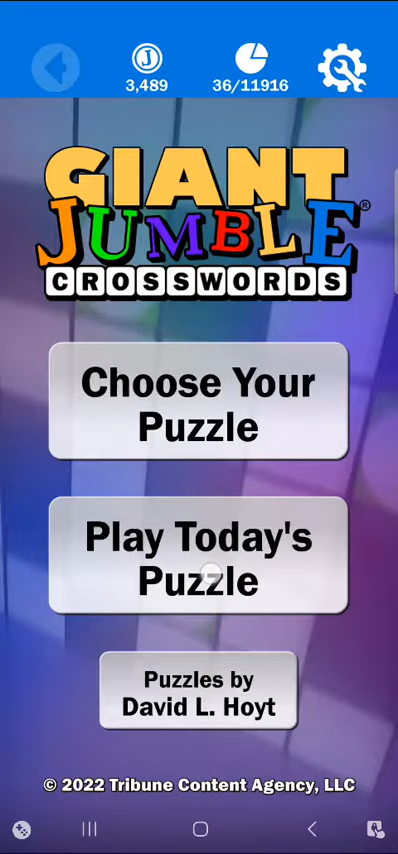 3,489 36/11916
GIANT
JUMBLE®
CROSSWORDS
Choose Your
Puzzle
Play Today's
Puzzle
Puzzles by
David L. Hoyt
© 2022 Tribune Content Agency, LLC